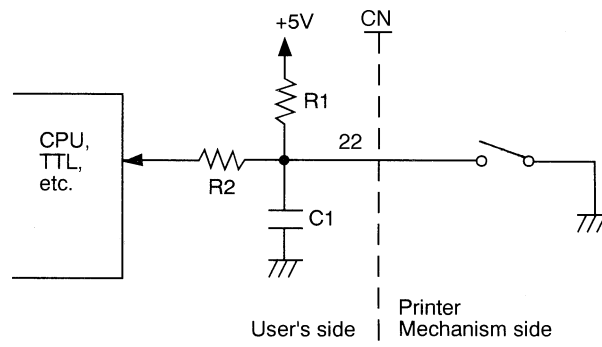 +5V
CN
R1
CPU,
TTL,
etc.
22
R2
C1
User's side
Printer
Mechanism side